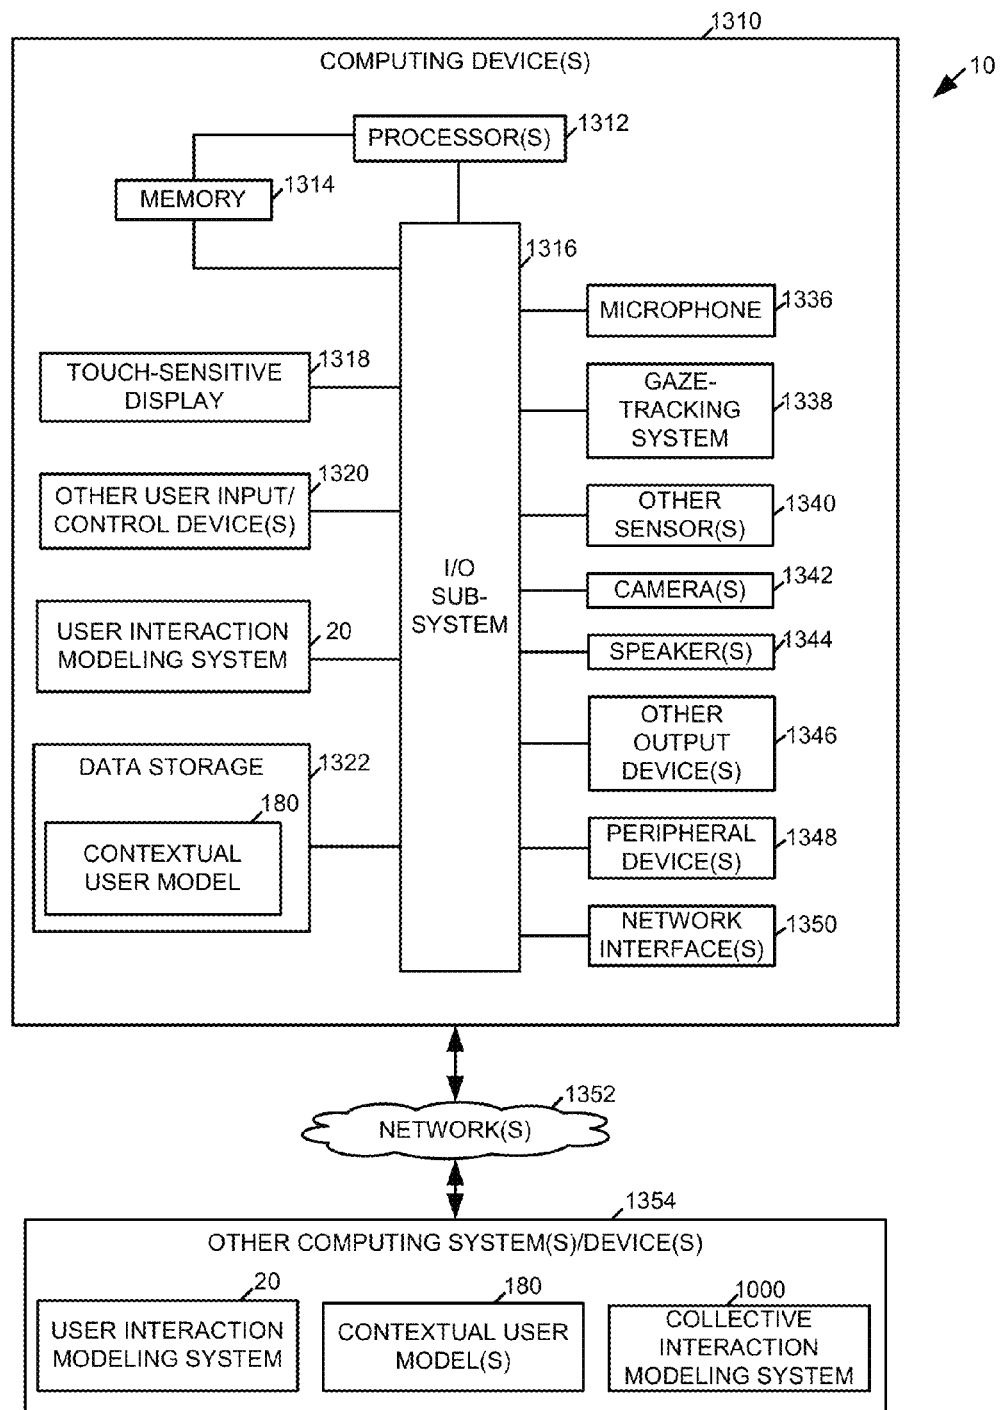 1310
COMPUTING DEVICE(S)
10
PROCESSOR(S)
1312
MEMORY
1314
1316
I/O
SUB-
SYSTEM
MICROPHONE
1336
TOUCH-SENSITIVE
DISPLAY
1318
GAZE-
TRACKING
SYSTEM
1338
OTHER USER INPUT/
CONTROL DEVICE(S)
1320
OTHER
SENSOR(S)
1340
CAMERA(S)
1342
USER INTERACTION
MODELING SYSTEM
20
SPEAKER(S)
1344
OTHER
OUTPUT
DEVICE(S)
1346
DATA STORAGE
1322
180
CONTEXTUAL
USER MODEL
PERIPHERAL
DEVICE(S)
1348
NETWORK
INTERFACE(S)
1350
1352
NETWORK(S)
1354
OTHER COMPUTING SYSTEM(S)/DEVICE(S)
20
USER INTERACTION
MODELING SYSTEM
180
CONTEXTUAL USER
MODEL(S)
1000
COLLECTIVE
INTERACTION
MODELING SYSTEM